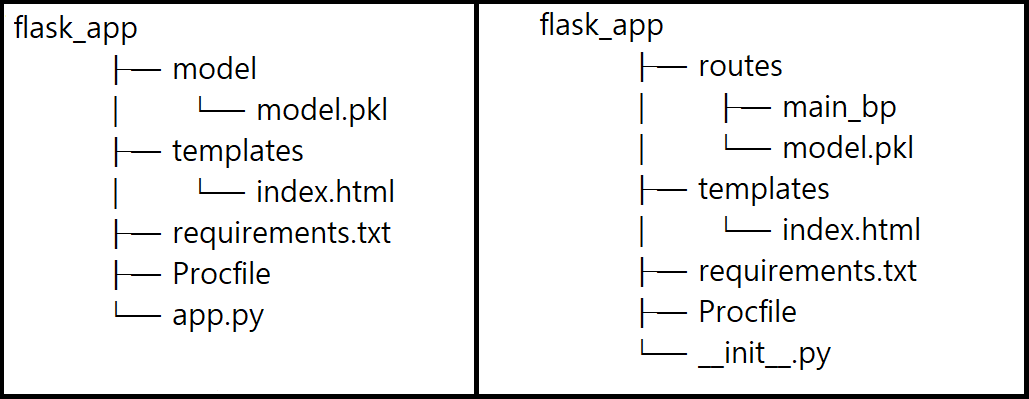 flask_app
├── model
│   └── model.pkl
├── templates
│   └── index.html
├── requirements.txt
├── Procfile
└── app.py
flask_app
├── routes
│   ├── main_bp
│   └── model.pkl
├── templates
│   └── index.html
├── requirements.txt
├── Procfile
└── __init__.py